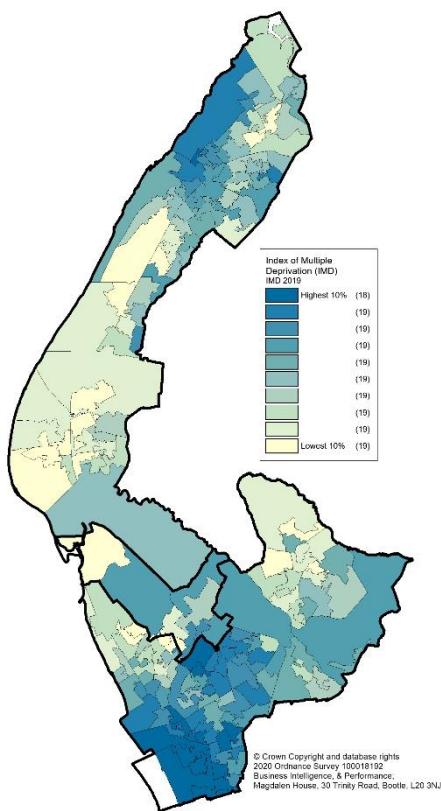 Index of Multiple
Deprivation (IMD)
IMD 2019
Highest 10% (18)
(19)
(19)
(19)
(19)
(19)
(19)
(19)
(19)
Lowest 10% (19)
© Crown Copyright and database rights
2020 Ordnance Survey 100018192
Business Intelligence, & Performance,
Magdalen House, 30 Trinity Road, Bootle, L20 3NJ